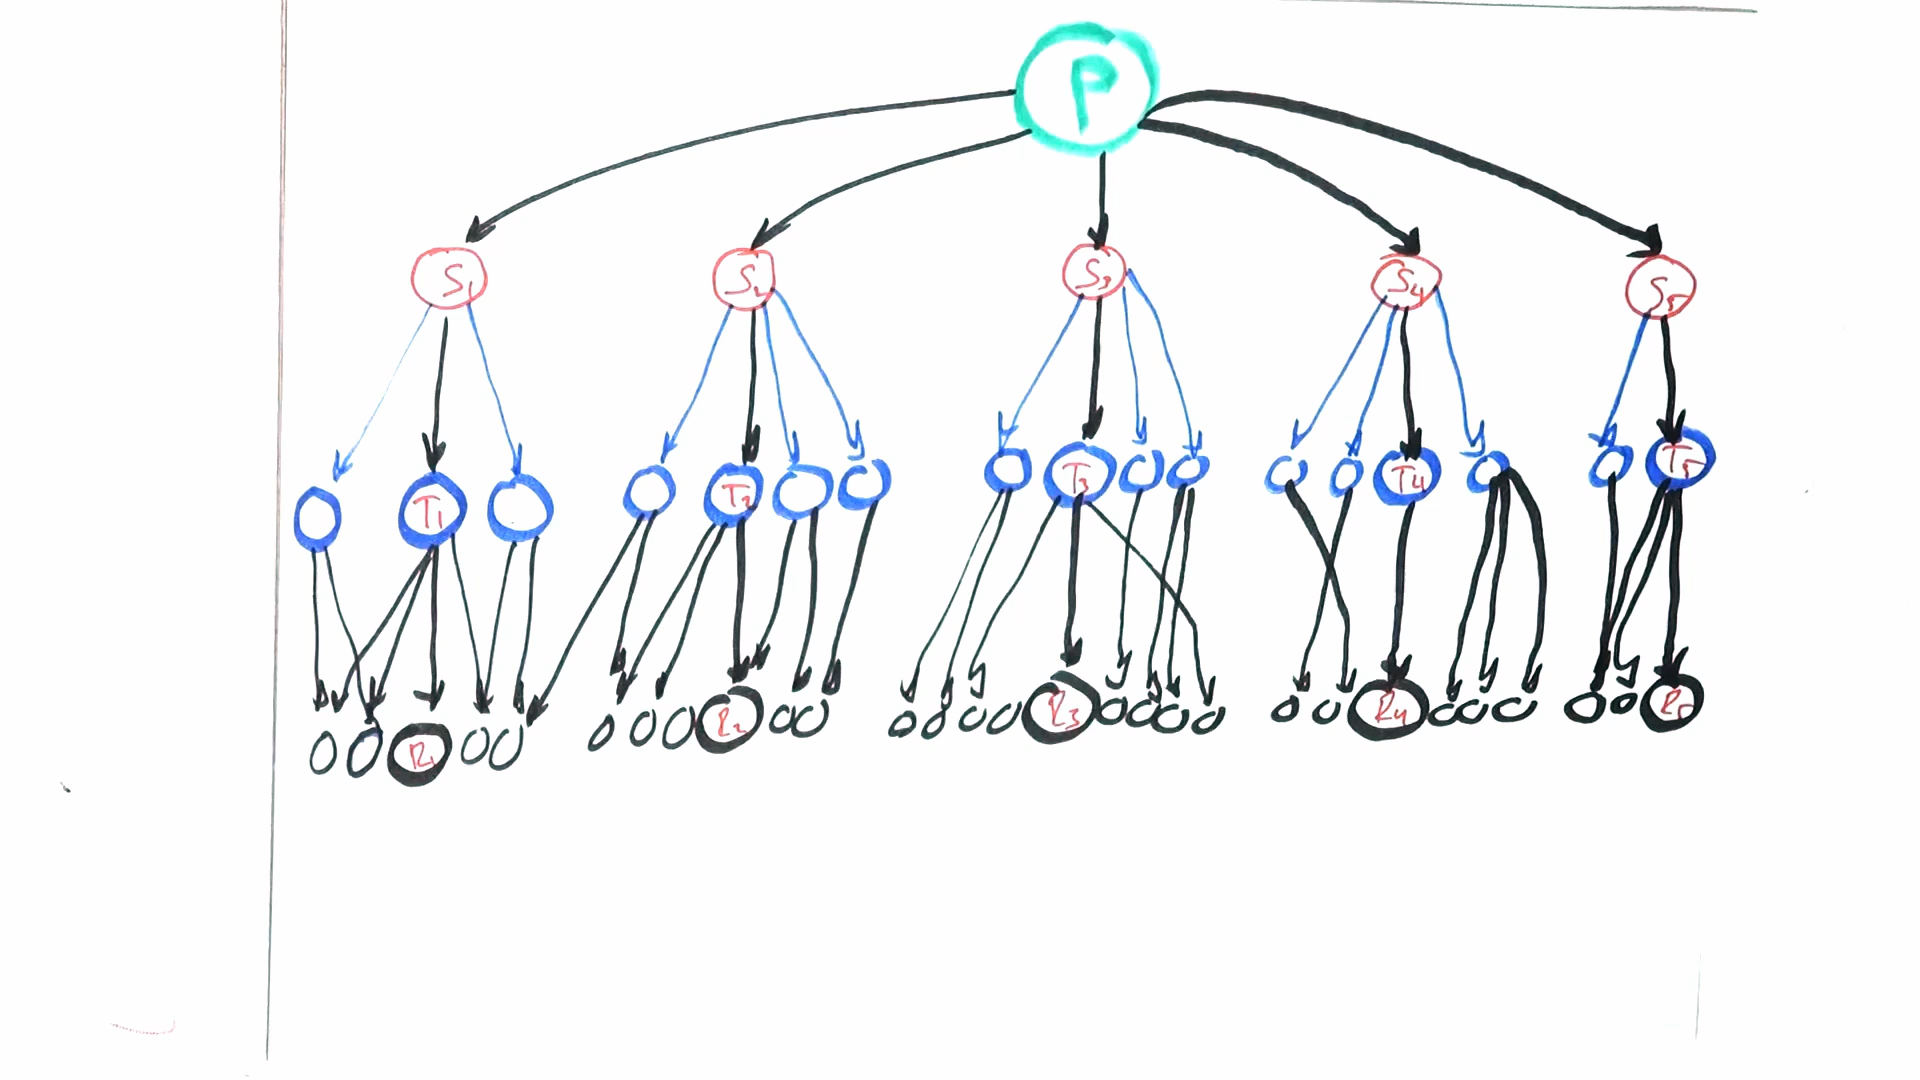 P
S₁ S₂ S₃ S₄ S₅
T₁ T₂ T₃ T₄ T₅
R₁ R₂ R₃ R₄ R₅